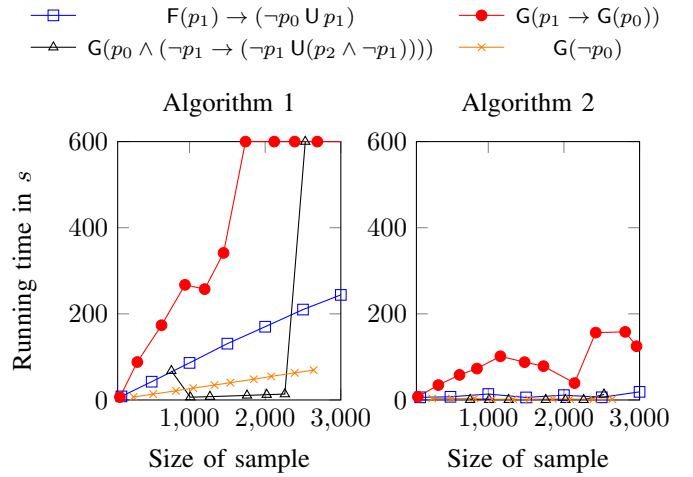 F(p₁) → (¬p₀ U p₁)
G(p₁ → G(p₀))
G(p₀ ∧ (¬p₁ → (¬p₁ U(p₂ ∧ ¬p₁))))
G(¬p₀)
Algorithm 1
Algorithm 2
Running time in s
600
400
200
0
1,000
2,000
3,000
Size of sample
600
400
200
0
1,000
2,000
3,000
Size of sample